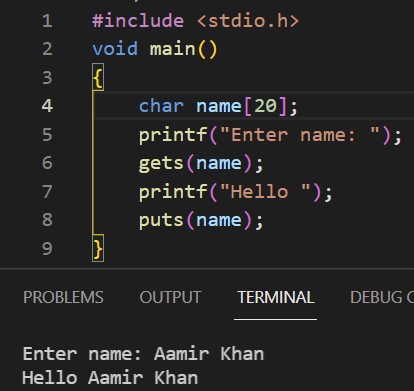 1 #include <stdio.h>
2 void main()
3 {
4     char name[20];
5     printf("Enter name: ");
6     gets(name);
7     printf("Hello ");
8     puts(name);
9 }
PROBLEMS OUTPUT TERMINAL DEBUG C
Enter name: Aamir Khan
Hello Aamir Khan